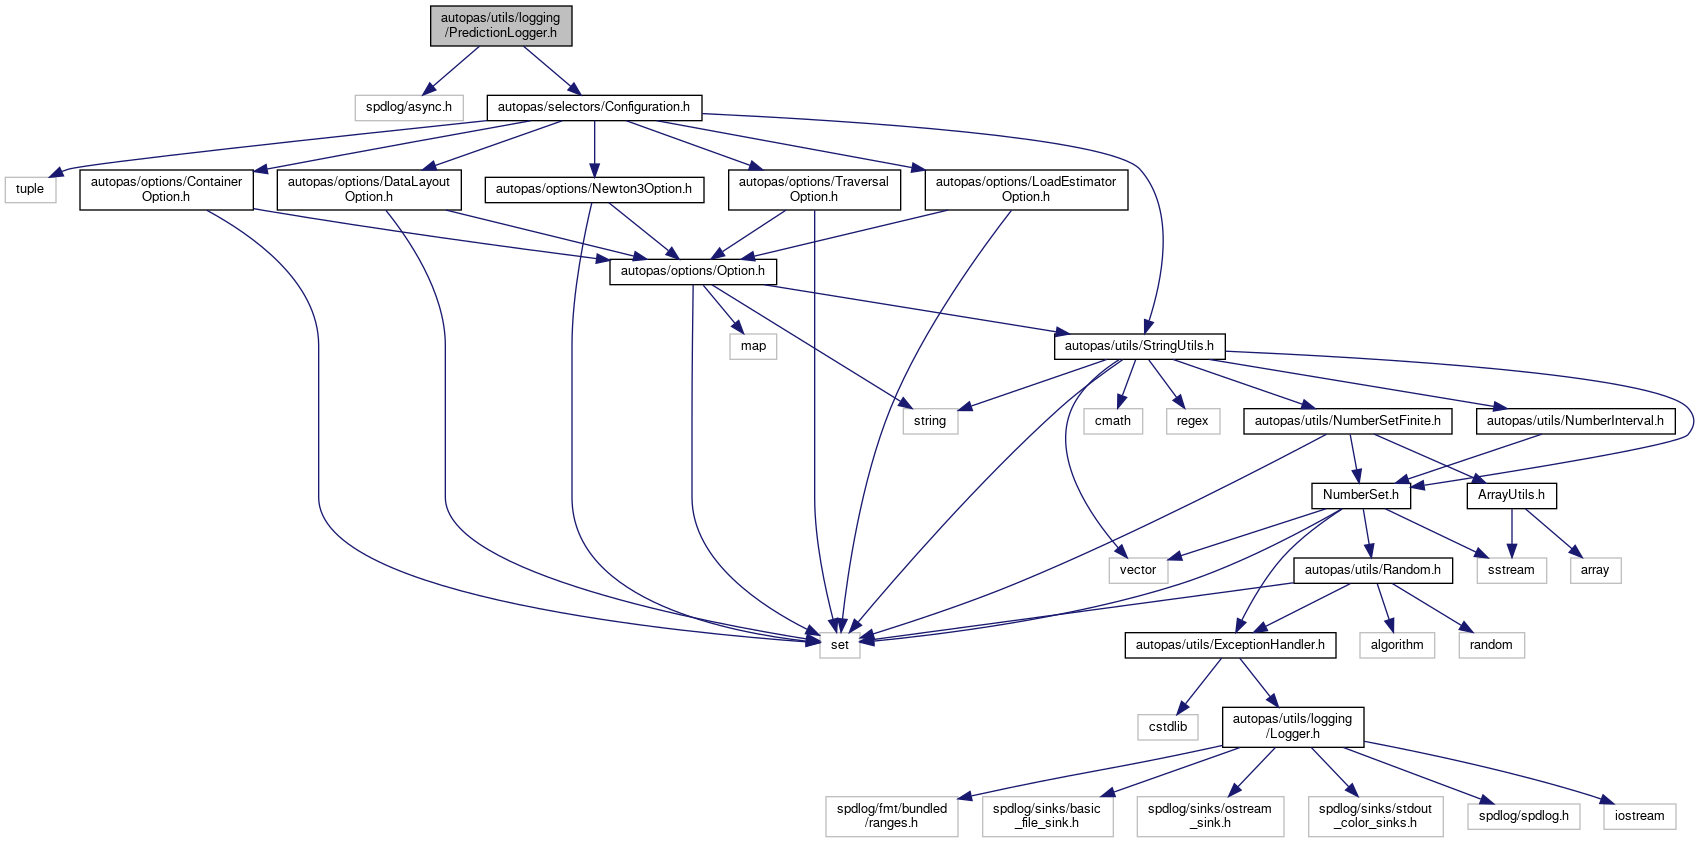 autopas/utils/logging
/PredictionLogger.h
spdlog/async.h
autopas/selectors/Configuration.h
tuple
autopas/options/Container
Option.h
autopas/options/DataLayout
Option.h
autopas/options/Newton3Option.h
autopas/options/Traversal
Option.h
autopas/options/LoadEstimator
Option.h
autopas/options/Option.h
map
autopas/utils/StringUtils.h
string
cmath
regex
autopas/utils/NumberSetFinite.h
autopas/utils/NumberInterval.h
NumberSet.h
ArrayUtils.h
vector
autopas/utils/Random.h
sstream
array
set
autopas/utils/ExceptionHandler.h
algorithm
random
cstdlib
autopas/utils/logging
/Logger.h
spdlog/fmt/bundled
/ranges.h
spdlog/sinks/basic
_file_sink.h
spdlog/sinks/ostream
_sink.h
spdlog/sinks/stdout
_color_sinks.h
spdlog/spdlog.h
iostream